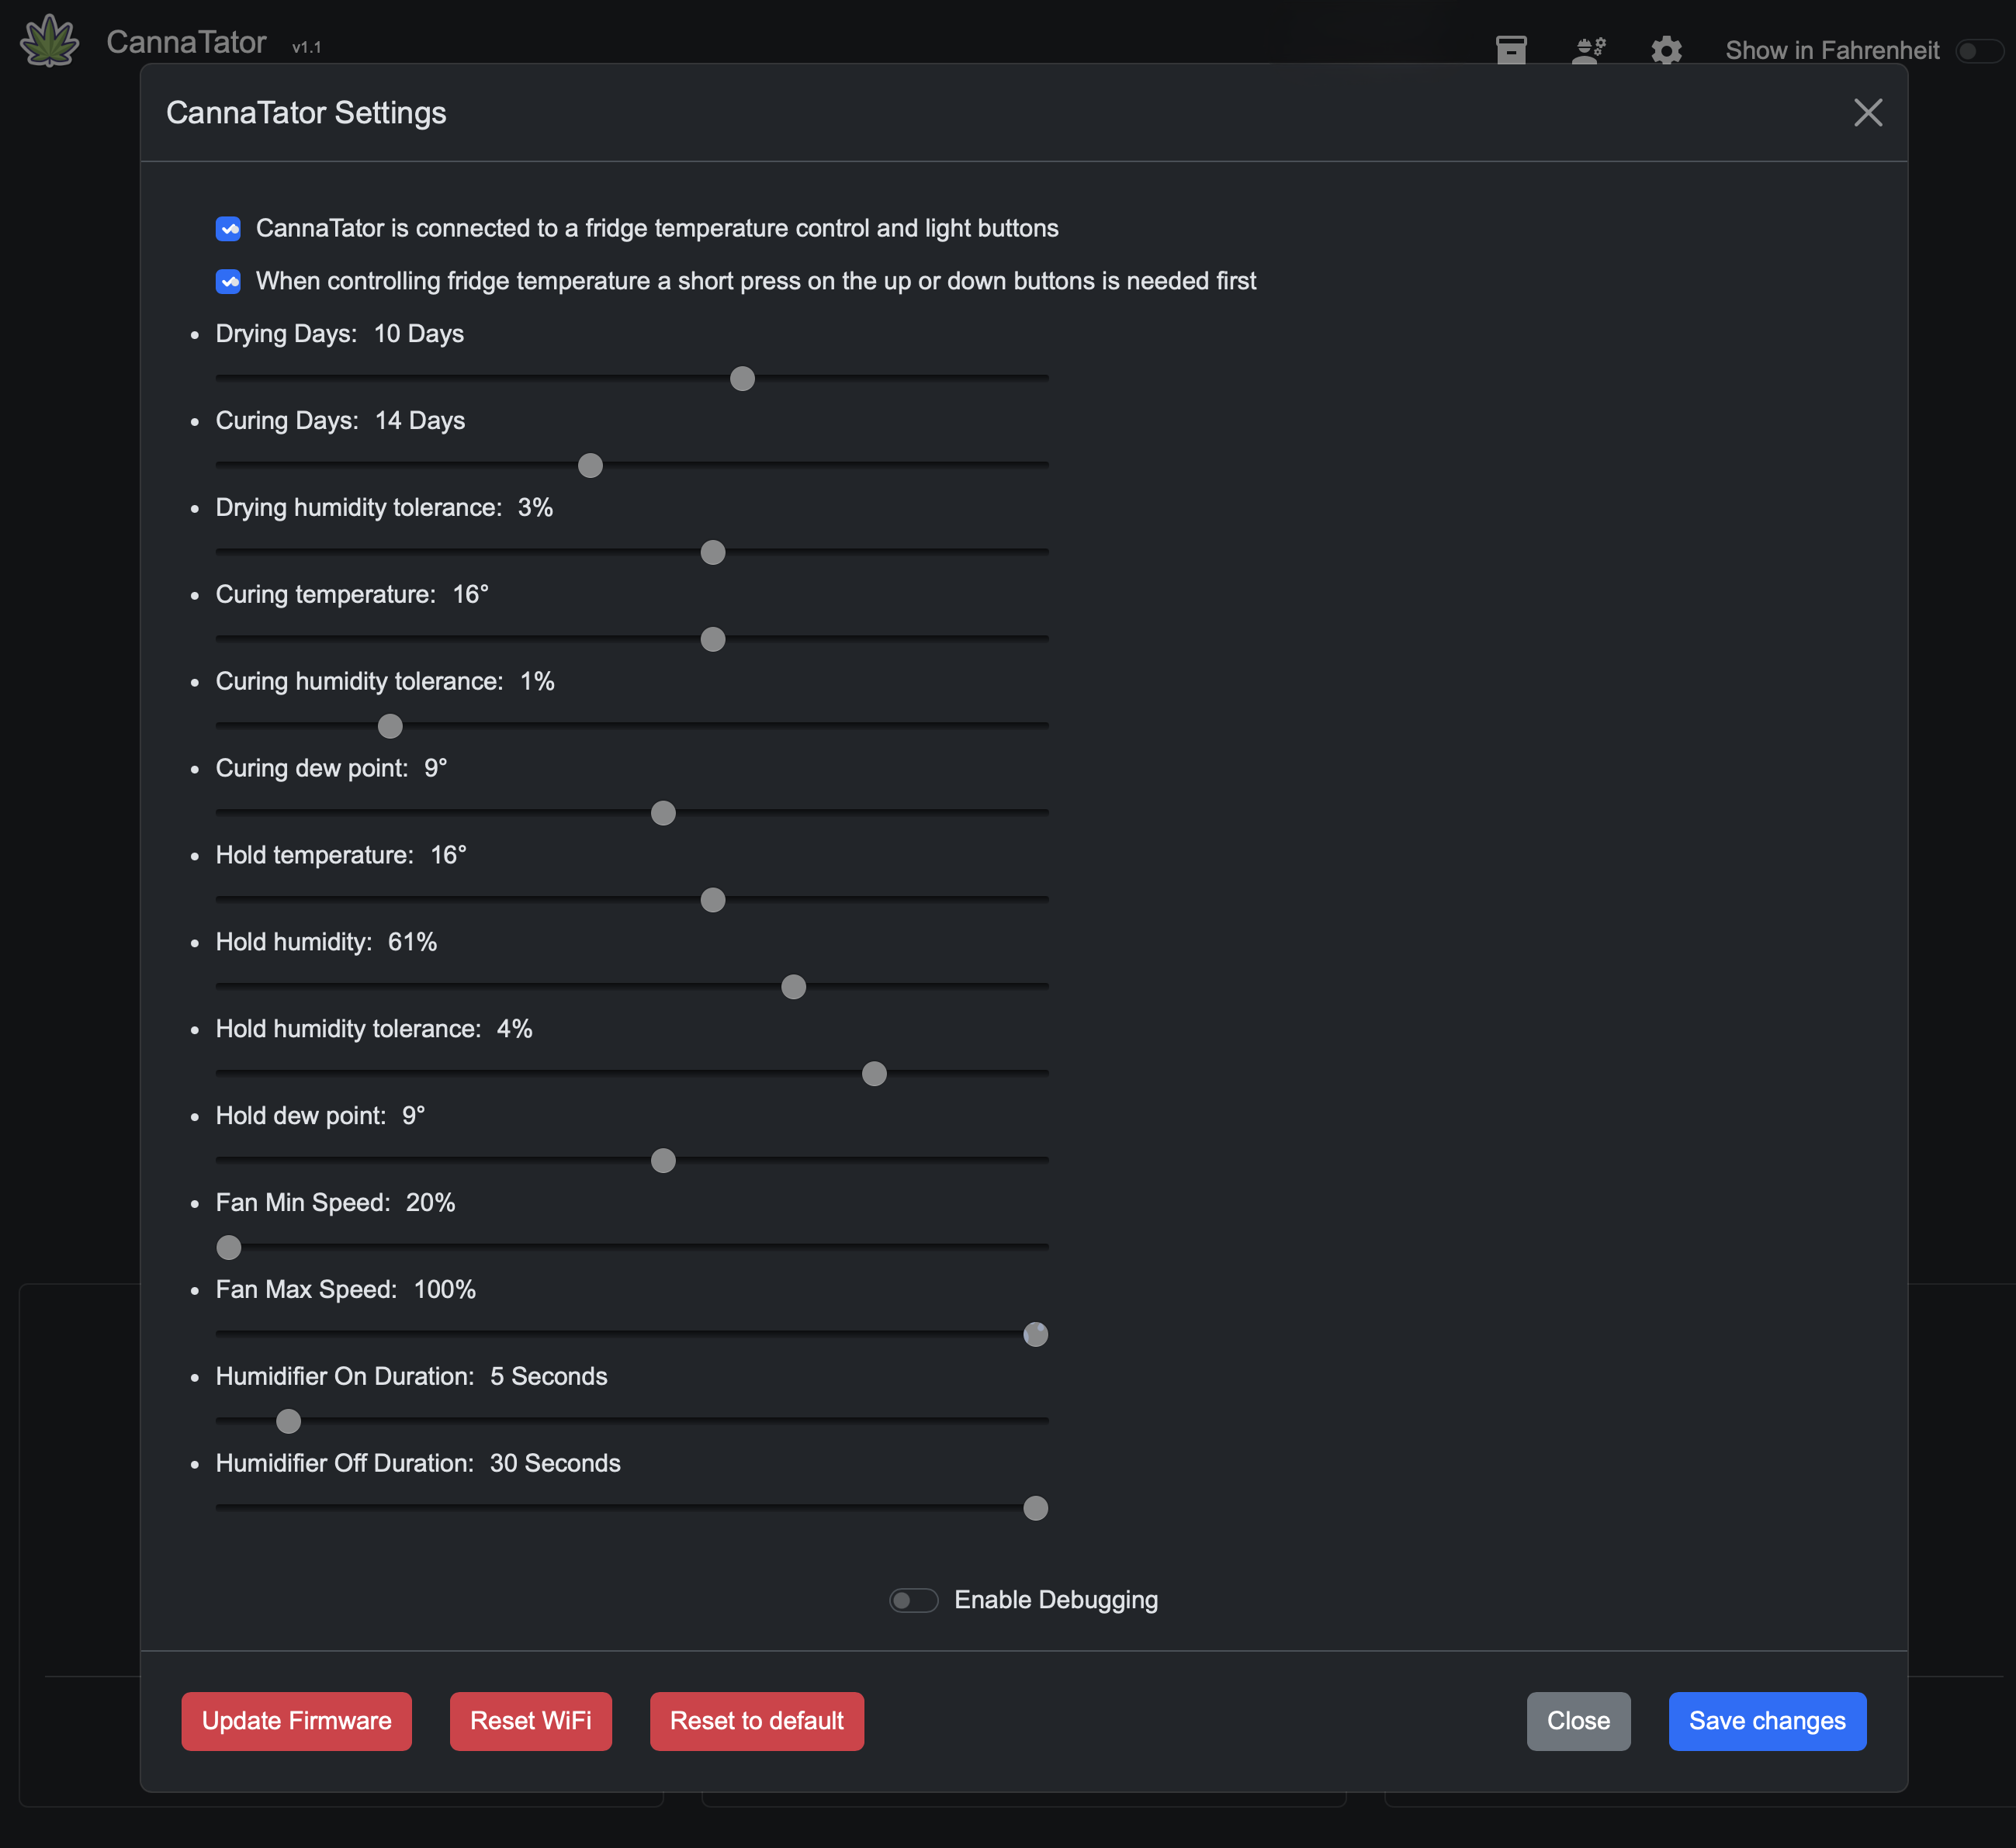 CannaTator v1.1
Show in Fahrenheit
CannaTator Settings
CannaTator is connected to a fridge temperature control and light buttons
When controlling fridge temperature a short press on the up or down buttons is needed first
Drying Days: 10 Days
Curing Days: 14 Days
Drying humidity tolerance: 3%
Curing temperature: 16°
Curing humidity tolerance: 1%
Curing dew point: 9°
Hold temperature: 16°
Hold humidity: 61%
Hold humidity tolerance: 4%
Hold dew point: 9°
Fan Min Speed: 20%
Fan Max Speed: 100%
Humidifier On Duration: 5 Seconds
Humidifier Off Duration: 30 Seconds
Enable Debugging
Update Firmware
Reset WiFi
Reset to default
Close
Save changes